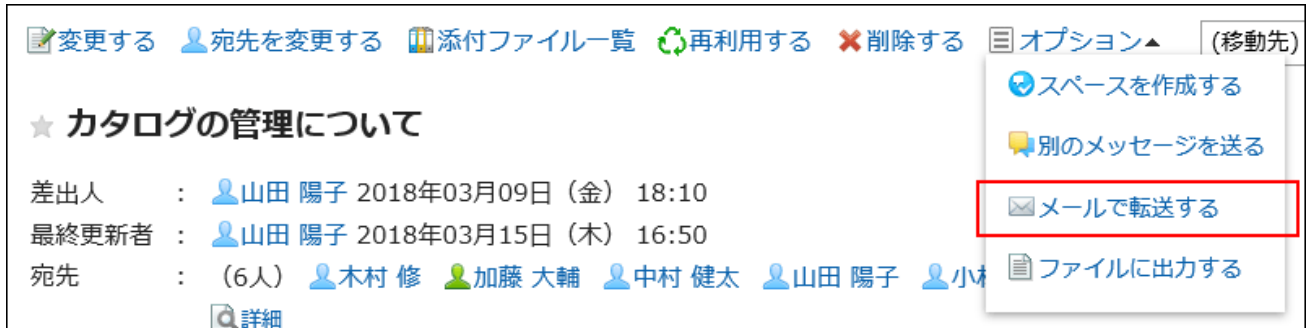 変更する 宛先を変更する 添付ファイル一覧 再利用する 削除する オプション▲ (移動先)
スペースを作成する
別のメッセージを送る
メールで転送する
ファイルに出力する
カタログの管理について
差出人 : 山田 陽子 2018年03月09日（金） 18:10
最終更新者 : 山田 陽子 2018年03月15日（木） 16:50
宛先 : （6人） 木村 修 加藤 大輔 中村 健太 山田 陽子 小
詳細